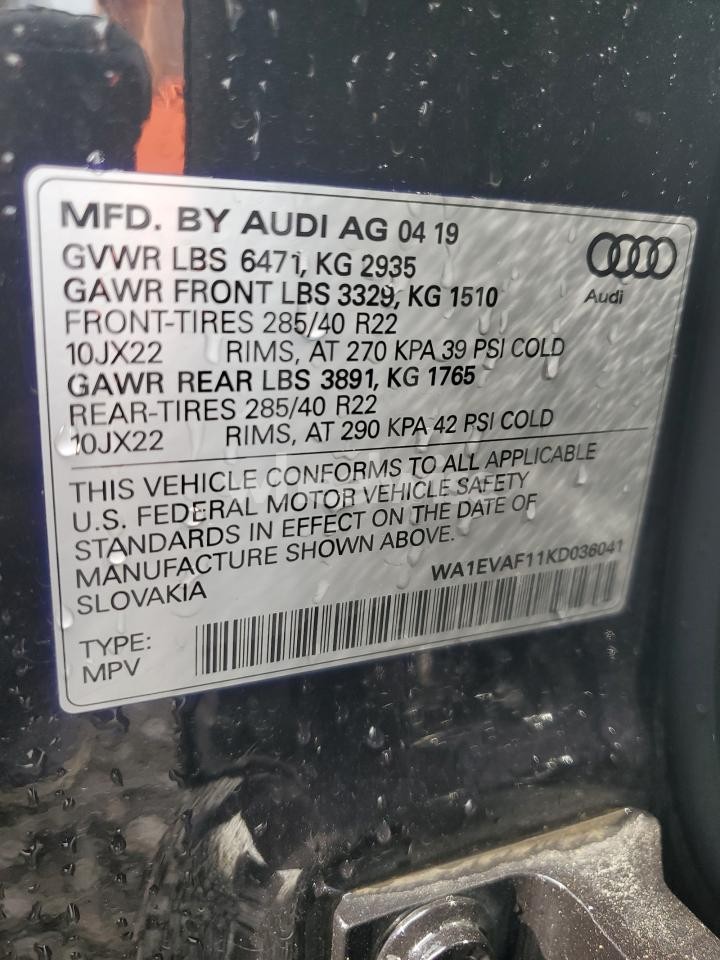 MFD. BY AUDI AG 04 19
GVWR LBS 6471, KG 2935
GAWR FRONT LBS 3329, KG 1510
FRONT-TIRES 285/40 R22
10JX22 RIMS, AT 270 KPA 39 PSI COLD
GAWR REAR LBS 3891, KG 1765
REAR-TIRES 285/40 R22
10JX22 RIMS, AT 290 KPA 42 PSI COLD
Audi
THIS VEHICLE CONFORMS TO ALL APPLICABLE
U.S. FEDERAL MOTOR VEHICLE SAFETY
STANDARDS IN EFFECT ON THE DATE OF
MANUFACTURE SHOWN ABOVE.
SLOVAKIA
WA1EVAF11KD036041
TYPE:
MPV